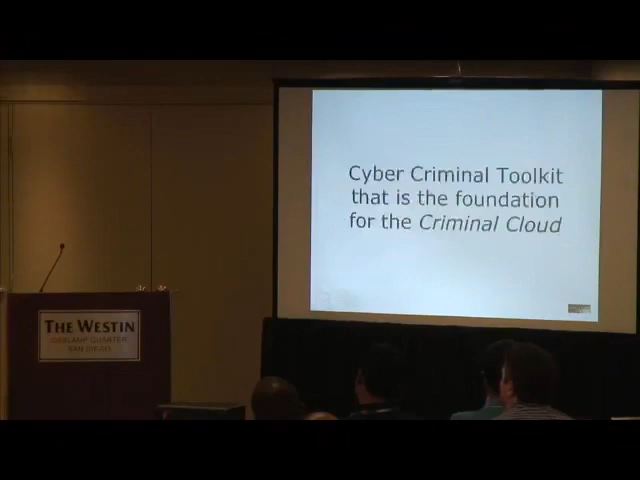 Cyber Criminal Toolkit
that is the foundation
for the Criminal Cloud
THE WESTIN
GASLAMP QUARTER
SAN DIEGO